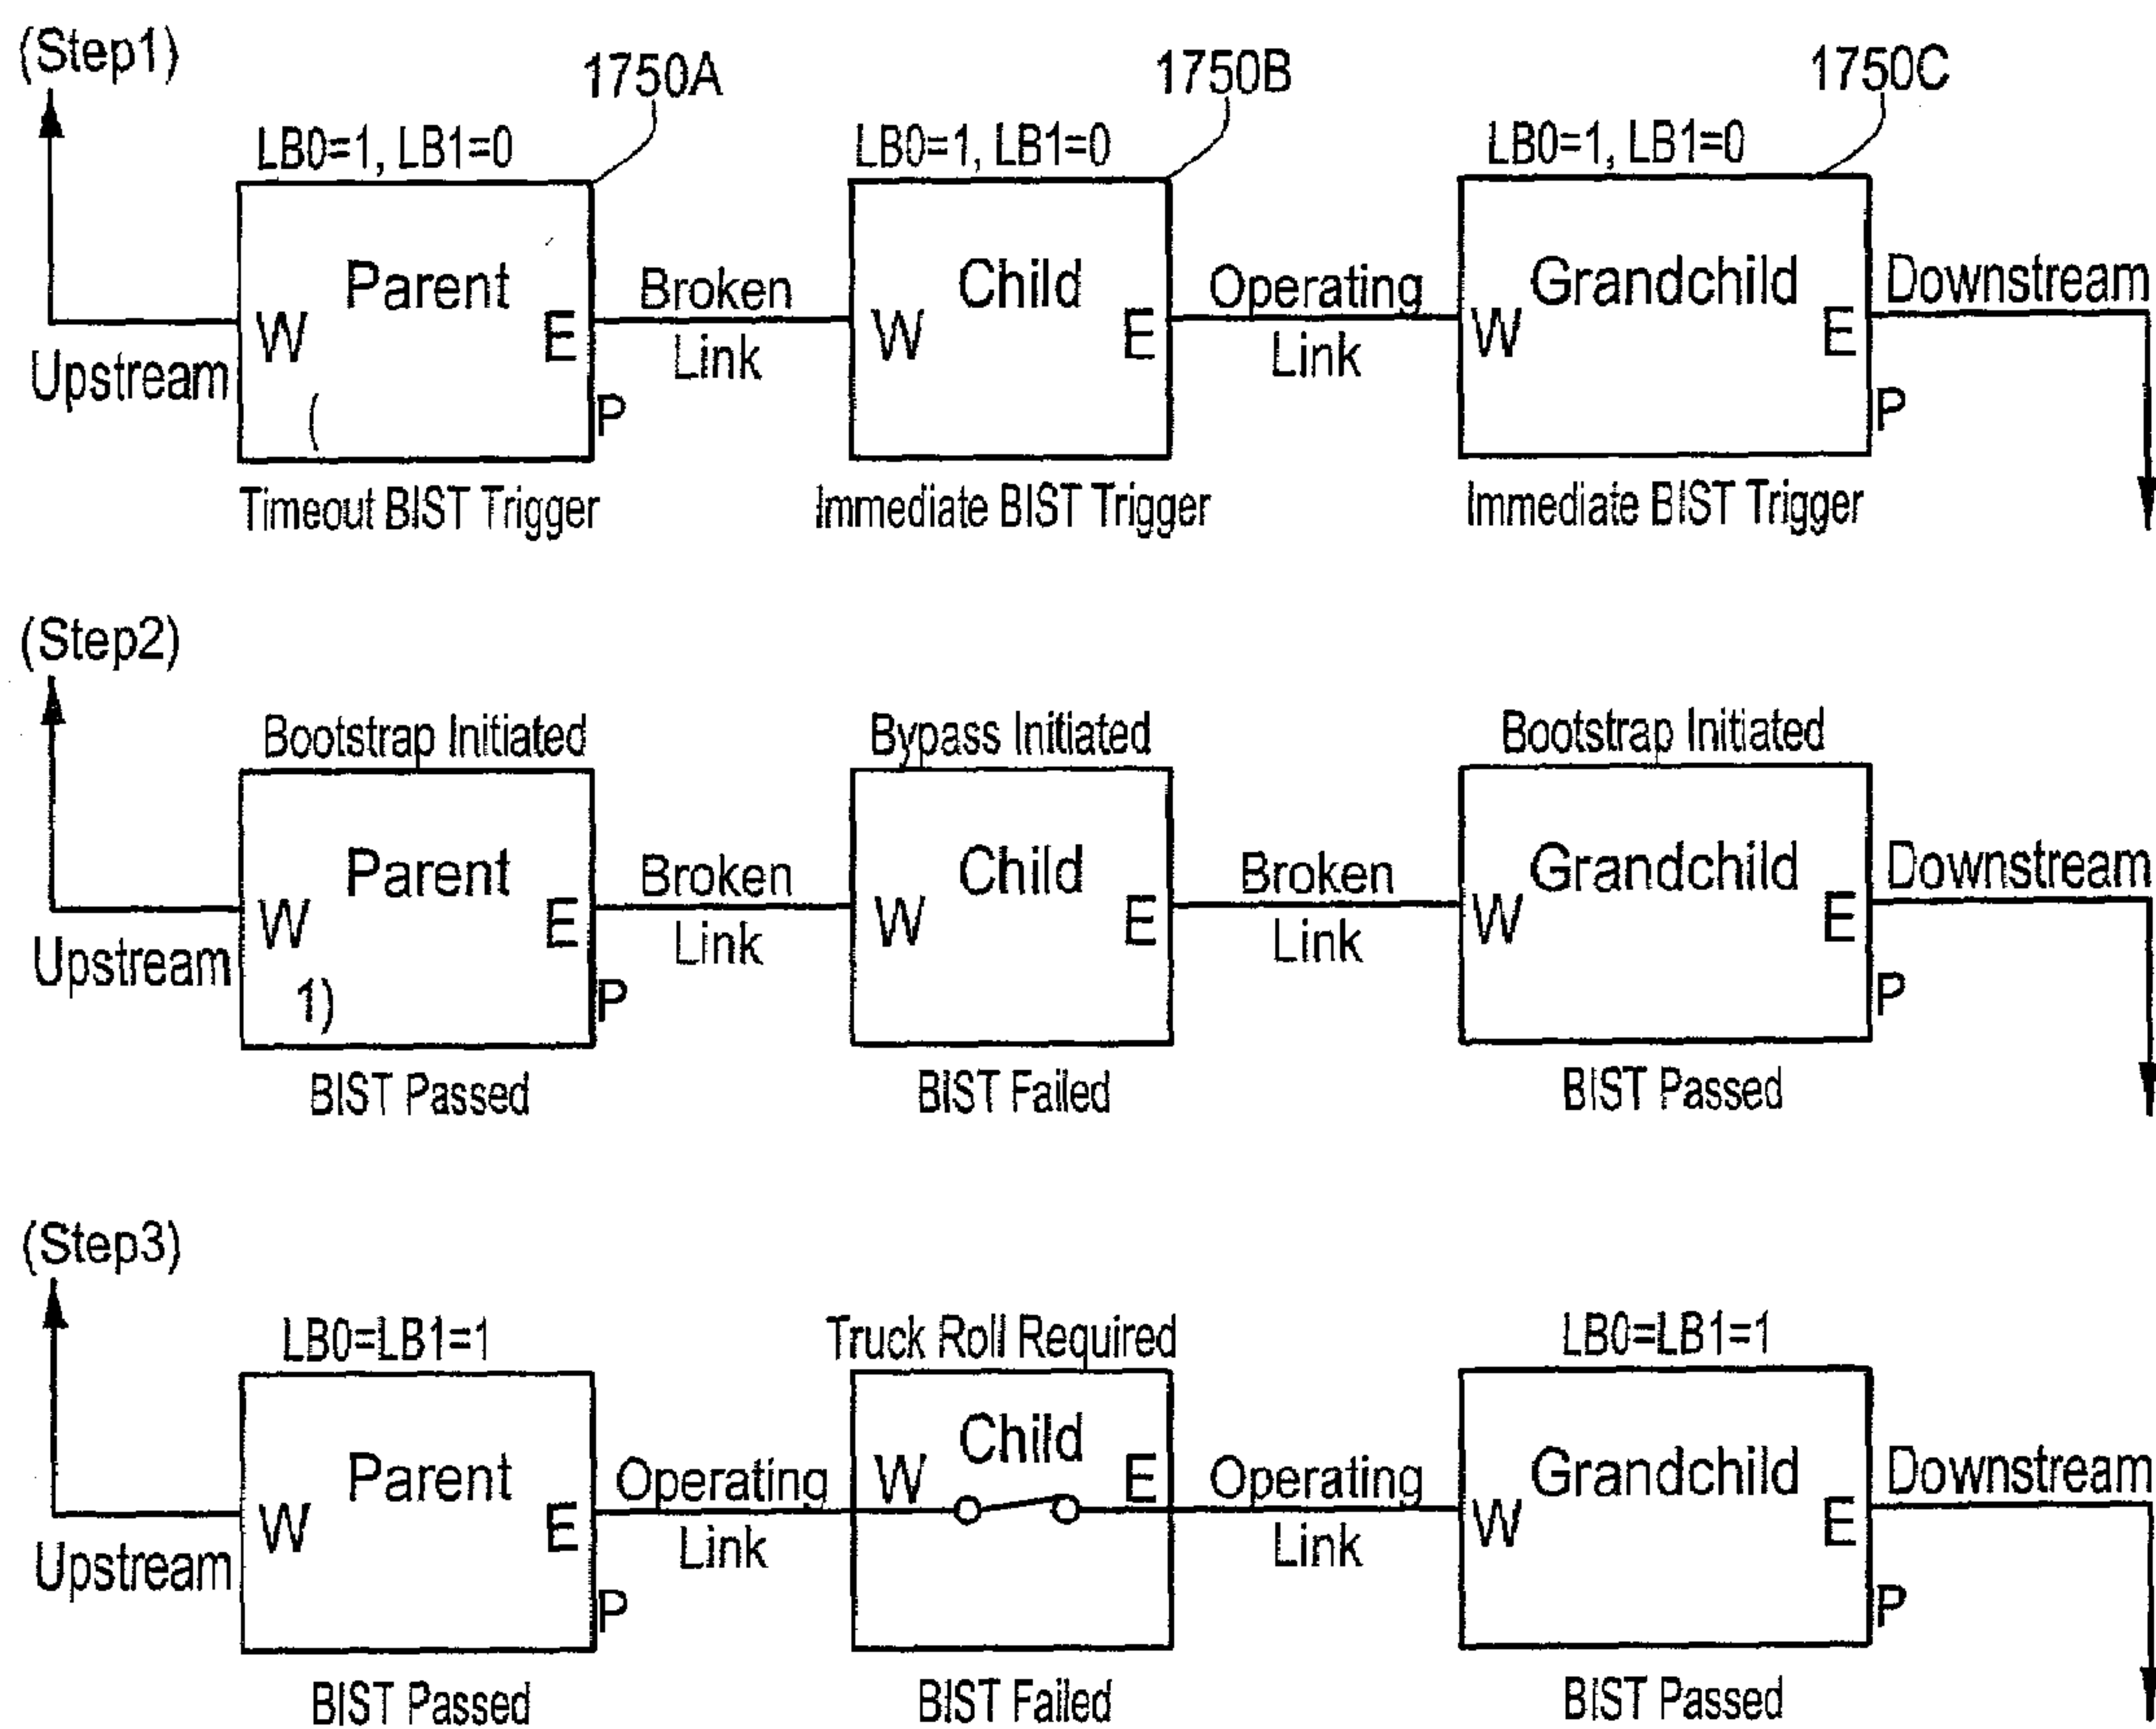 (Step1)
1750A
1750B
1750C
LB0=1, LB1=0
LB0=1, LB1=0
LB0=1, LB1=0
Parent
W
E
P
(
Upstream
Broken
Link
Child
W
E
Operating
Link
Grandchild
W
E
P
Downstream
Timeout BIST Trigger
Immediate BIST Trigger
Immediate BIST Trigger
(Step2)
Bootstrap Initiated
Bypass Initiated
Bootstrap Initiated
Parent
W
E
P
1)
Upstream
Broken
Link
Child
W
E
Broken
Link
Grandchild
W
E
P
Downstream
BIST Passed
BIST Failed
BIST Passed
(Step3)
LB0=LB1=1
Truck Roll Required
LB0=LB1=1
Parent
W
E
P
Upstream
Operating
Link
Child
W
E
Operating
Link
Grandchild
W
E
P
Downstream
BIST Passed
BIST Failed
BIST Passed